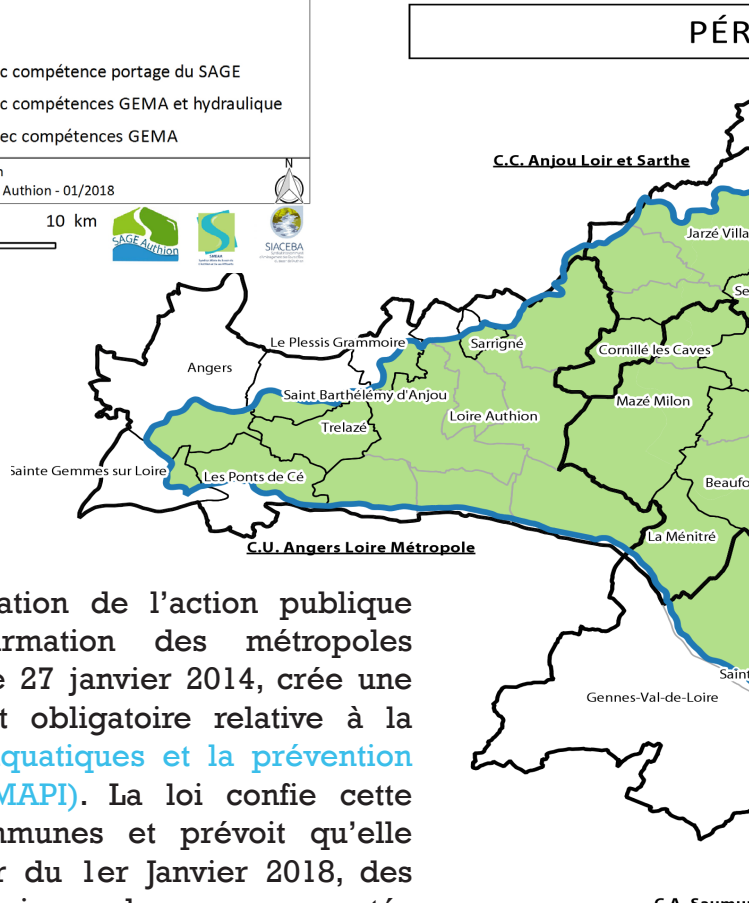 PÉR
c compétence portage du SAGE
c compétences GEMA et hydraulique
ec compétences GEMA
n
Authion - 01/2018
N
10 km
SAGE Authion
SIACEBA
C.C. Anjou Loir et Sarthe
Jarzé Villa
Se
Le Plessis Grammoire
Sarrigné
Cornillé les Caves
Angers
Saint Barthélémy d'Anjou
Mazé Milon
Loire Authion
Trelazé
Sainte Gemmes sur Loire
Les Ponts de Cé
Beaufo
La Ménitré
C.U. Angers Loire Métropole
Saint
Gennes-Val-de-Loire
ation de l’action publique
rmation des métropoles
e 27 janvier 2014, crée une
t obligatoire relative à la
quatiques et la prévention
MAPI). La loi confie cette
mmunes et prévoit qu’elle
r du 1er Janvier 2018, des